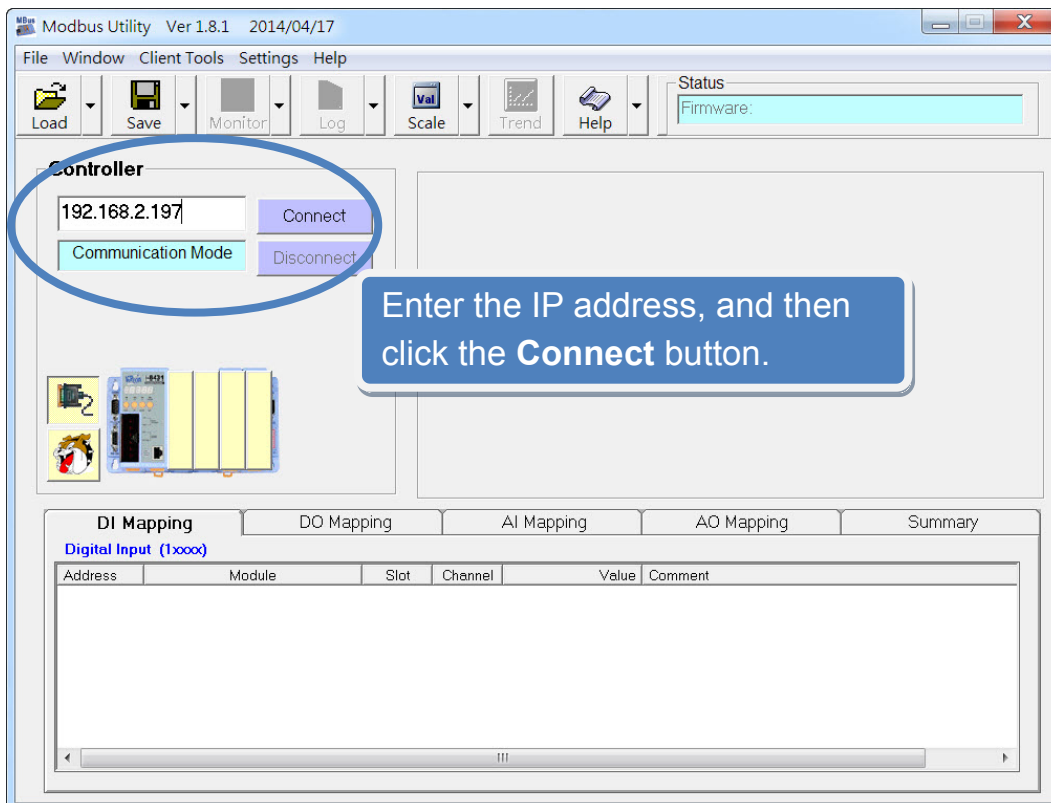 Modbus Utility Ver 1.8.1 2014/04/17
File Window Client Tools Settings Help
Load Save Monitor Log Scale Trend Help
Val
Status
Firmware:
Controller
192.168.2.197 Connect
Communication Mode Disconnect
Enter the IP address, and then
click the Connect button.
DI Mapping DO Mapping AI Mapping AO Mapping Summary
Digital Input (1xxxx)
Address Module Slot Channel Value Comment